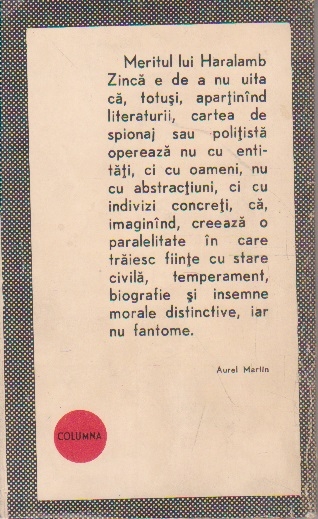 Meritul lui Haralamb
Zincă e de a nu uita
că, totuşi, aparţinînd
literaturii, cartea de
spionaj sau poliţistă
operează nu cu enti-
tăţi, ci cu oameni, nu
cu abstracţiuni, ci cu
indivizi concreţi, că,
imaginînd, creează o
paralelitate în care
trăiesc fiinţe cu stare
civilă, temperament,
biografie şi insemne
morale distinctive, iar
nu fantome.
Aurel Martin
COLUMNA